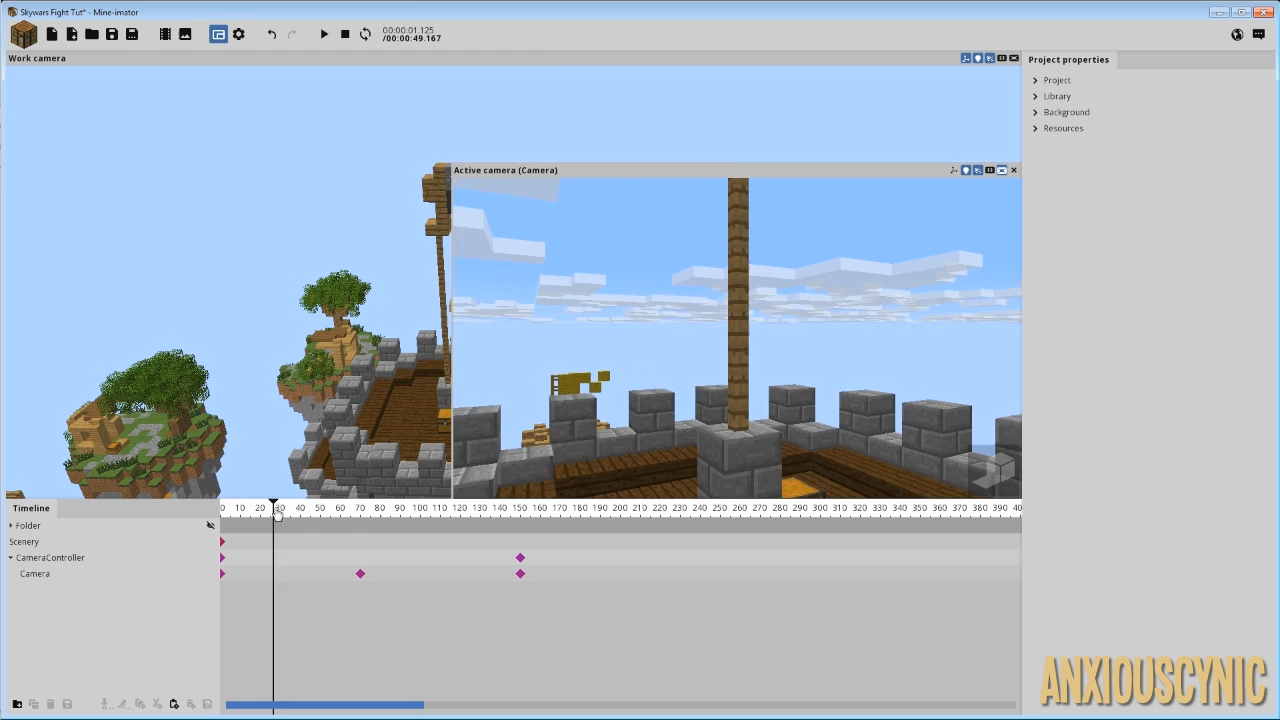 Skywars Fight Tut* - Mine-imator
00:00:01.125
/00:00:49.167
Work camera
Project properties
Project
Library
Background
Resources
Active camera (Camera)
Timeline
0 10 20 30 40 50 60 70 80 90 100 110 120 130 140 150 160 170 180 190 200 210 220 230 240 250 260 270 280 290 300 310 320 330 340 350 360 370 380 390 40
Folder
Scenery
CameraController
Camera
ANXIOUSCYNIC